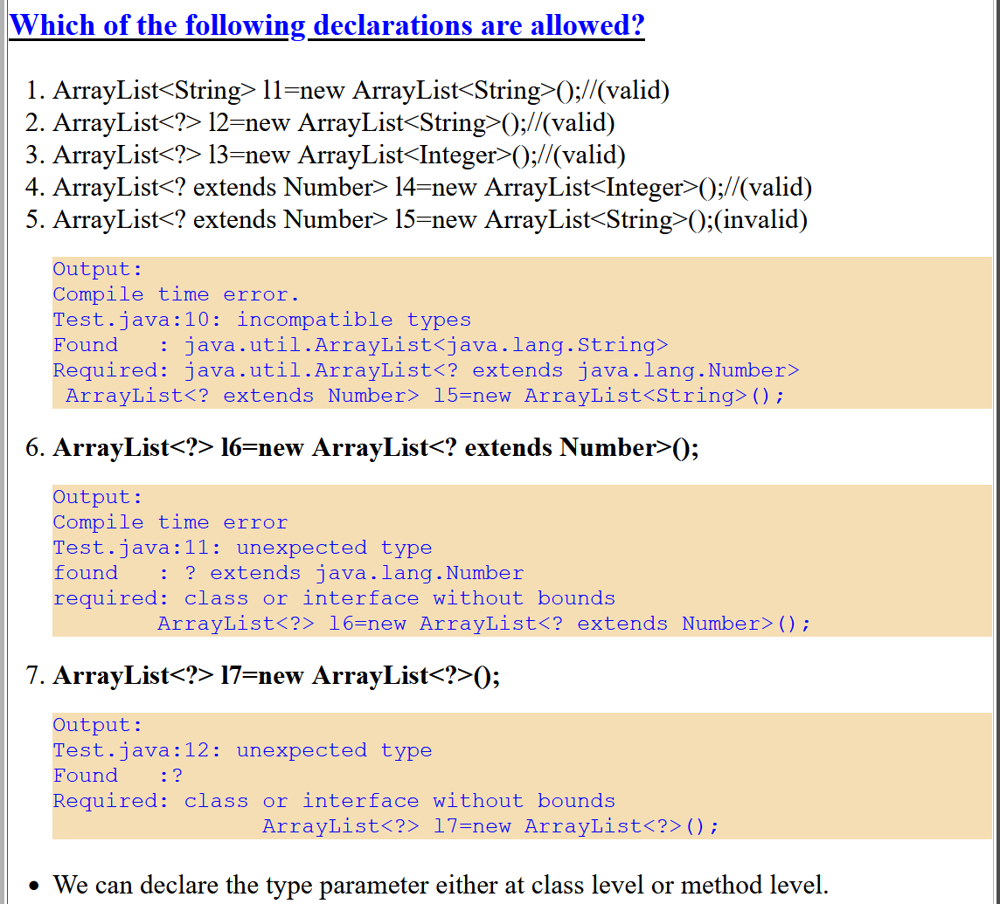 Which of the following declarations are allowed?
1. ArrayList<String> l1=new ArrayList<String>();//(valid)
2. ArrayList<?> l2=new ArrayList<String>();//(valid)
3. ArrayList<?> l3=new ArrayList<Integer>();//(valid)
4. ArrayList<? extends Number> l4=new ArrayList<Integer>();//(valid)
5. ArrayList<? extends Number> l5=new ArrayList<String>();(invalid)
Output:
Compile time error.
Test.java:10: incompatible types
Found   : java.util.ArrayList<java.lang.String>
Required: java.util.ArrayList<? extends java.lang.Number>
 ArrayList<? extends Number> l5=new ArrayList<String>();
6. ArrayList<?> l6=new ArrayList<? extends Number>();
Output:
Compile time error
Test.java:11: unexpected type
found   : ? extends java.lang.Number
required: class or interface without bounds
        ArrayList<?> l6=new ArrayList<? extends Number>();
7. ArrayList<?> l7=new ArrayList<?>();
Output:
Test.java:12: unexpected type
Found   :?
Required: class or interface without bounds
                ArrayList<?> l7=new ArrayList<?>();
• We can declare the type parameter either at class level or method level.